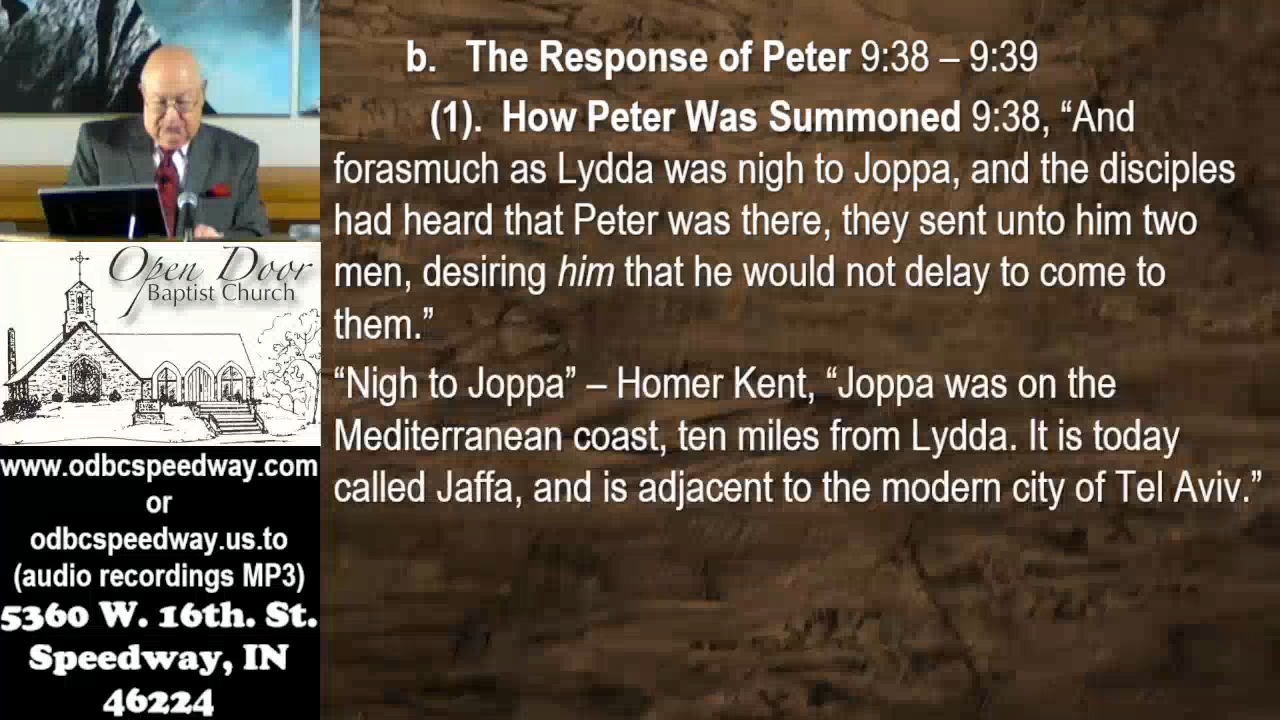 b. The Response of Peter 9:38 – 9:39
(1). How Peter Was Summoned 9:38, “And
forasmuch as Lydda was nigh to Joppa, and the disciples
had heard that Peter was there, they sent unto him two
men, desiring him that he would not delay to come to
them.”
“Nigh to Joppa” – Homer Kent, “Joppa was on the
Mediterranean coast, ten miles from Lydda. It is today
called Jaffa, and is adjacent to the modern city of Tel Aviv.”
Open Door
Baptist Church
www.odbcspeedway.com
or
odbcspeedway.us.to
(audio recordings MP3)
5360 W. 16th. St.
Speedway, IN
46224